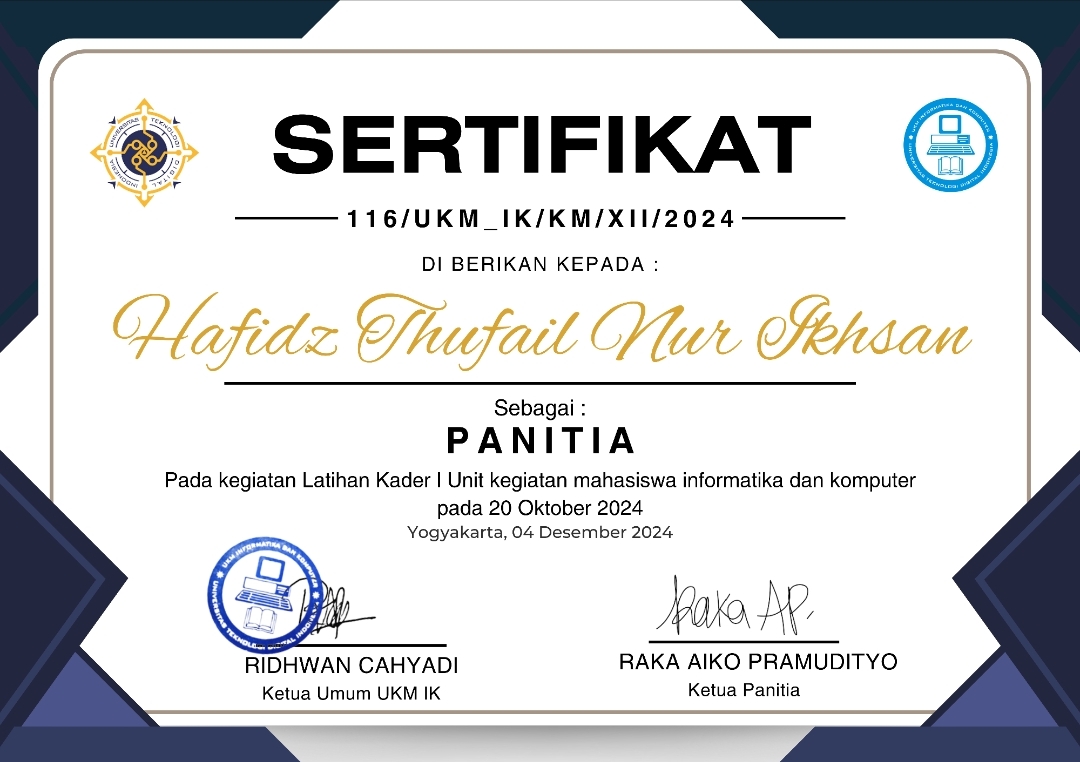 SERTIFIKAT
UNIVERSITAS TEKNOLOGI DIGITAL INDONESIA
UKM INFORMATIKA DAN KOMPUTER
UNIVERSITAS TEKNOLOGI DIGITAL INDONESIA
116/UKM_IK/KM/XII/2024
DI BERIKAN KEPADA :
Hafidz Thufail Nur Ikhsan
Sebagai :
PANITIA
Pada kegiatan Latihan Kader I Unit kegiatan mahasiswa informatika dan komputer
pada 20 Oktober 2024
Yogyakarta, 04 Desember 2024
UKM INFORMATIKA DAN KOMPUTER
UNIVERSITAS TEKNOLOGI DIGITAL INDONESIA
Raka AP.
RIDHWAN CAHYADI
Ketua Umum UKM IK
RAKA AIKO PRAMUDITYO
Ketua Panitia